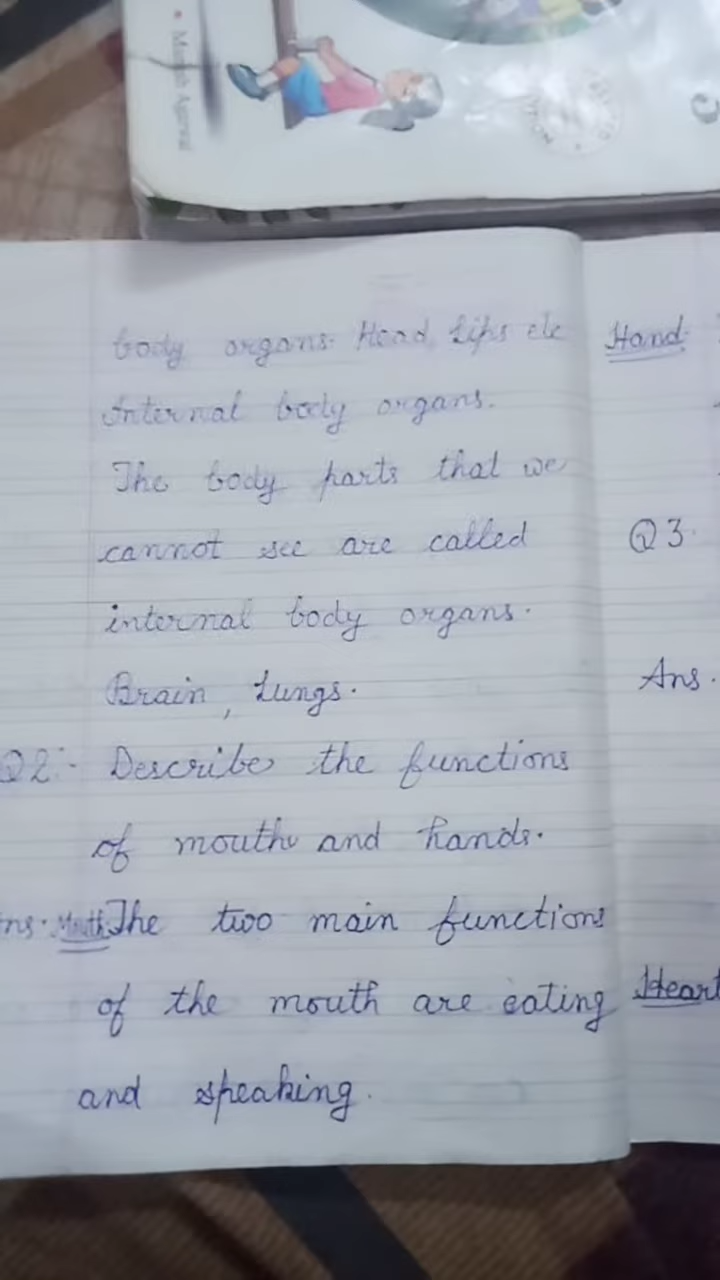 body organs. Head, Lips etc
Internal body organs.
The body parts that we
cannot see are called
internal body organs.
Brain, Lungs.
Q2:- Describe the functions
of mouth and hands.
Ans. Mouth The two main functions
of the mouth are eating
and speaking.
Hand
Q3.
Ans.
Heart